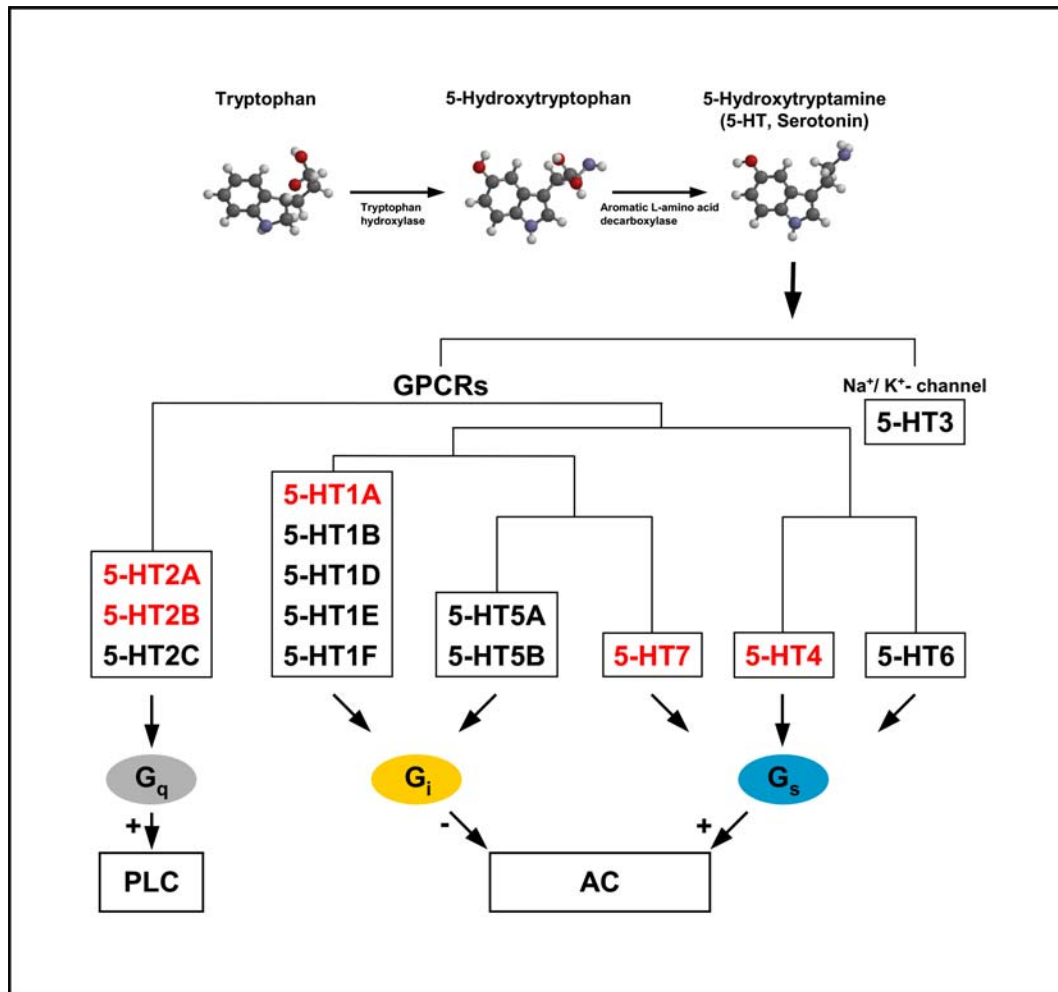 Tryptophan
5-Hydroxytryptophan
5-Hydroxytryptamine
(5-HT, Serotonin)
Tryptophan
hydroxylase
Aromatic L-amino acid
decarboxylase
GPCRs
Na⁺/ K⁺- channel
5-HT3
5-HT2A
5-HT2B
5-HT2C
5-HT1A
5-HT1B
5-HT1D
5-HT1E
5-HT1F
5-HT5A
5-HT5B
5-HT7
5-HT4
5-HT6
Gq
Gi
Gs
+
-
+
PLC
AC